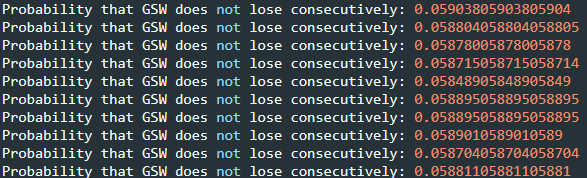 Probability that GSW does not lose consecutively: 0.05903805903805904
Probability that GSW does not lose consecutively: 0.058804058804058805
Probability that GSW does not lose consecutively: 0.05878005878005878
Probability that GSW does not lose consecutively: 0.058715058715058714
Probability that GSW does not lose consecutively: 0.05848905848905849
Probability that GSW does not lose consecutively: 0.058895058895058895
Probability that GSW does not lose consecutively: 0.058895058895058895
Probability that GSW does not lose consecutively: 0.0589010589010589
Probability that GSW does not lose consecutively: 0.058704058704058704
Probability that GSW does not lose consecutively: 0.05881105881105881